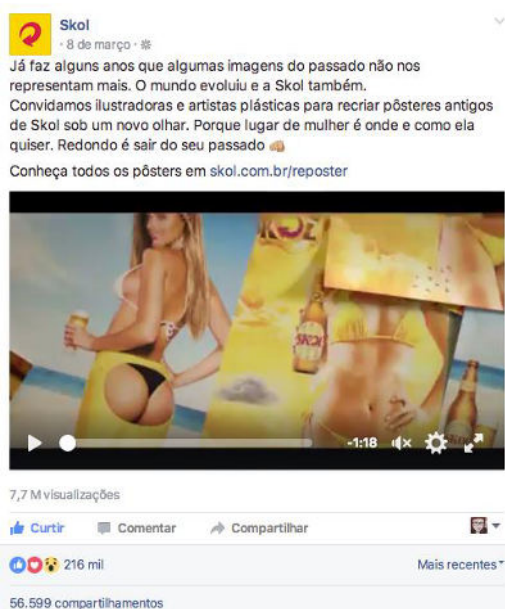 Skol
· 8 de março ·
Já faz alguns anos que algumas imagens do passado não nos
representam mais. O mundo evoluiu e a Skol também.
Convidamos ilustradoras e artistas plásticas para recriar pôsteres antigos
de Skol sob um novo olhar. Porque lugar de mulher é onde e como ela
quiser. Redondo é sair do seu passado 👊🏼
Conheça todos os pôsters em skol.com.br/reposter
SKOL
SKOL
-1:18
7,7 M visualizações
Curtir Comentar Compartilhar
216 mil Mais recentes
56.599 compartilhamentos